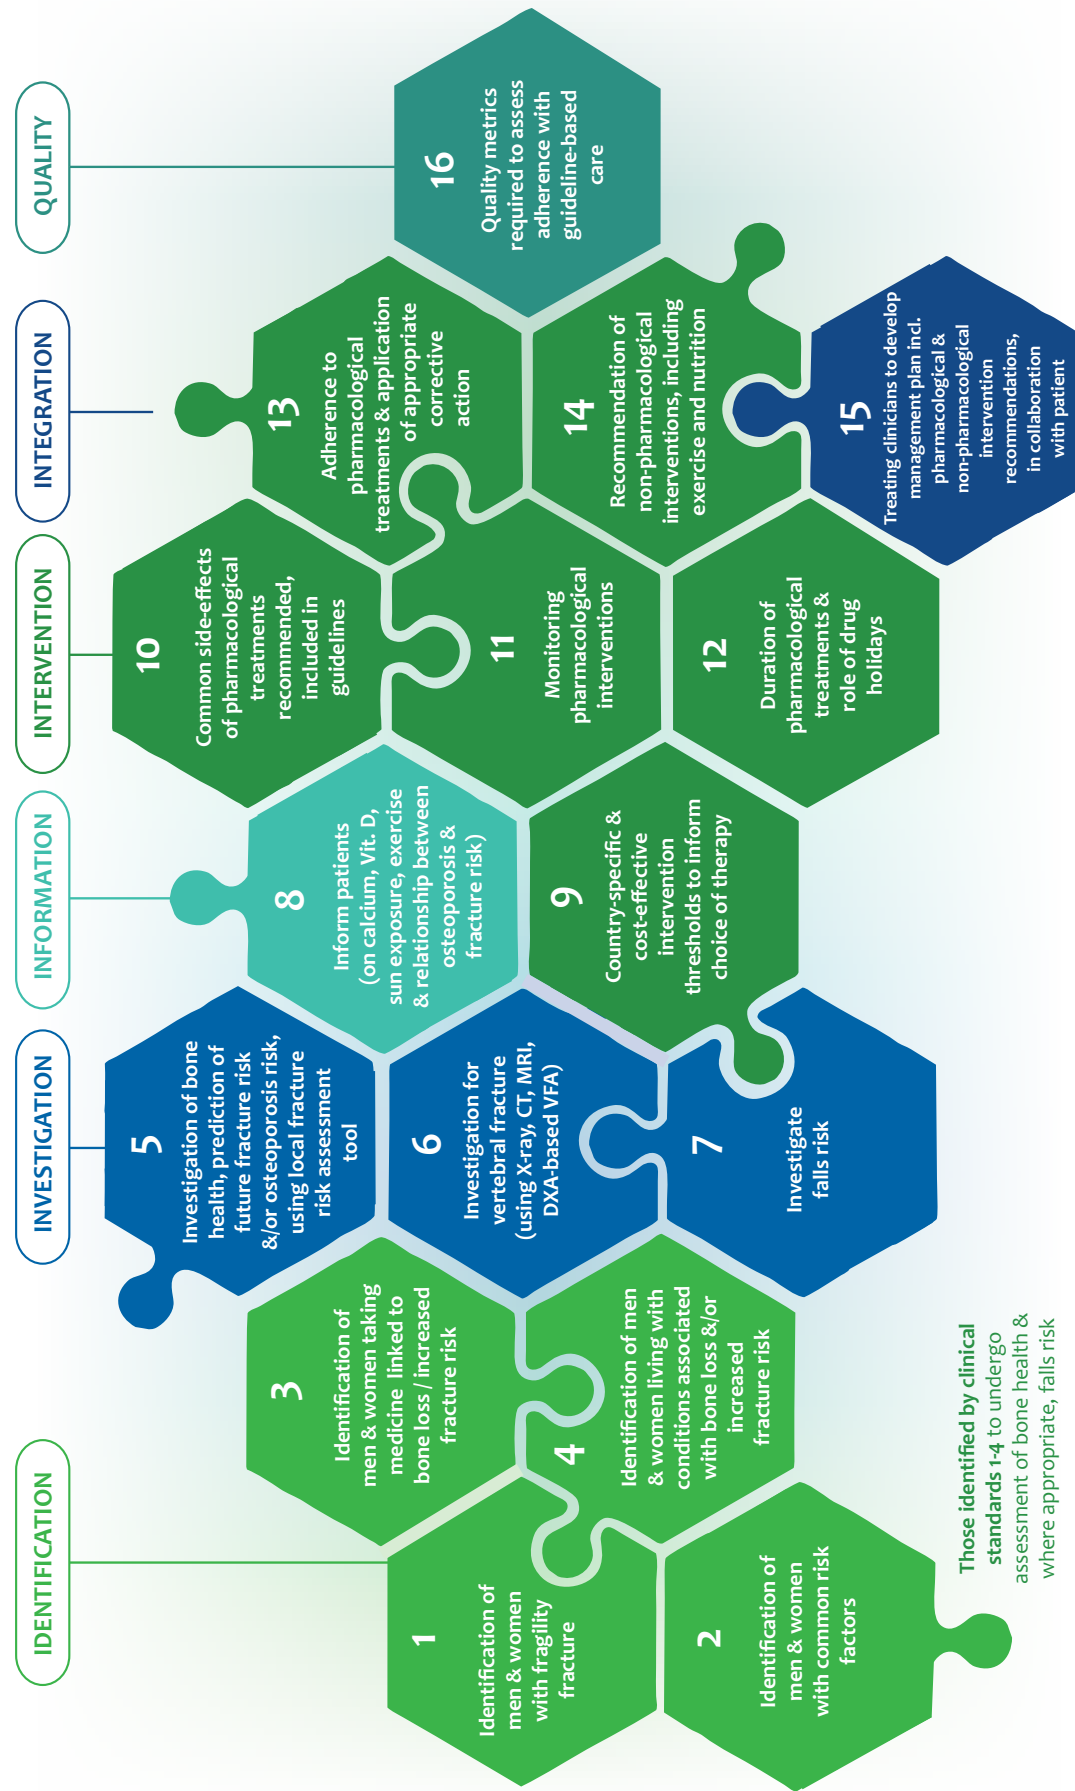 IDENTIFICATION
INVESTIGATION
INFORMATION
INTERVENTION
INTEGRATION
QUALITY
1
Identification of
men & women
with fragility
fracture
2
Identification of
men & women
with common risk
factors
3
Identification of
men & women taking
medicine linked to
bone loss / increased
fracture risk
4
Identification of men
& women living with
conditions associated
with bone loss &/or
increased
fracture risk
5
Investigation of bone
health, prediction of
future fracture risk
&/or osteoporosis risk,
using local fracture
risk assessment
tool
6
Investigation for
vertebral fracture
(using X-ray, CT, MRI,
DXA-based VFA)
7
Investigate
falls risk
8
Inform patients
(on calcium, Vit. D,
sun exposure, exercise
& relationship between
osteoporosis &
fracture risk)
9
Country-specific &
cost-effective
intervention
thresholds to inform
choice of therapy
10
Common side-effects
of pharmacological
treatments
recommended,
included in
guidelines
11
Monitoring
pharmacological
interventions
12
Duration of
pharmacological
treatments &
role of drug
holidays
13
Adherence to
pharmacological
treatments & application
of appropriate
corrective
action
14
Recommendation of
non-pharmacological
interventions, including
exercise and nutrition
15
Treating clinicians to develop
management plan incl.
pharmacological &
non-pharmacological
intervention
recommendations,
in collaboration
with patient
16
Quality metrics
required to assess
adherence with
guideline-based
care
Those identified by clinical
standards 1-4 to undergo
assessment of bone health &
where appropriate, falls risk